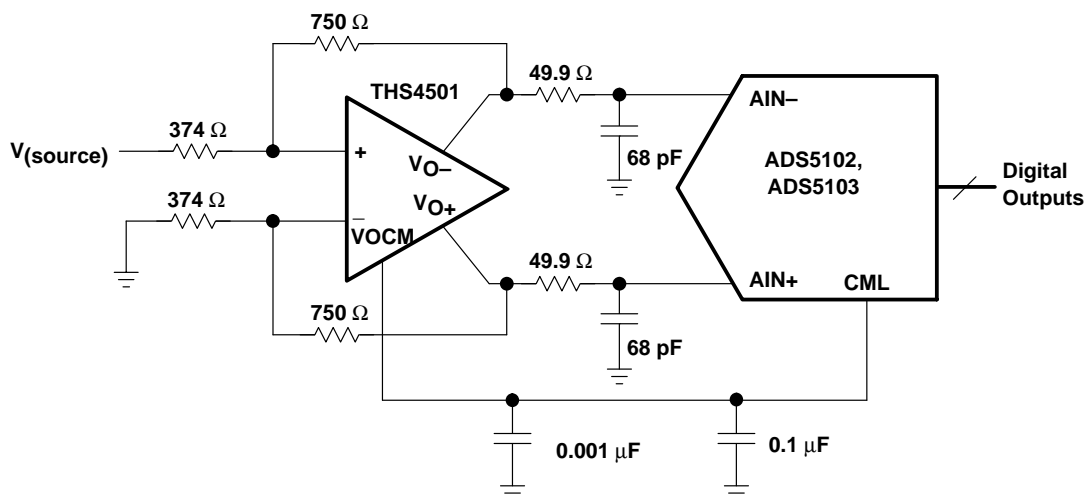 750 Ω
49.9 Ω
THS4501
AIN–
374 Ω
V(source)
+
68 pF
VO–
ADS5102,
ADS5103
Digital
Outputs
374 Ω
VO+
–
VOCM
49.9 Ω
AIN+
CML
750 Ω
68 pF
0.001 μF
0.1 μF